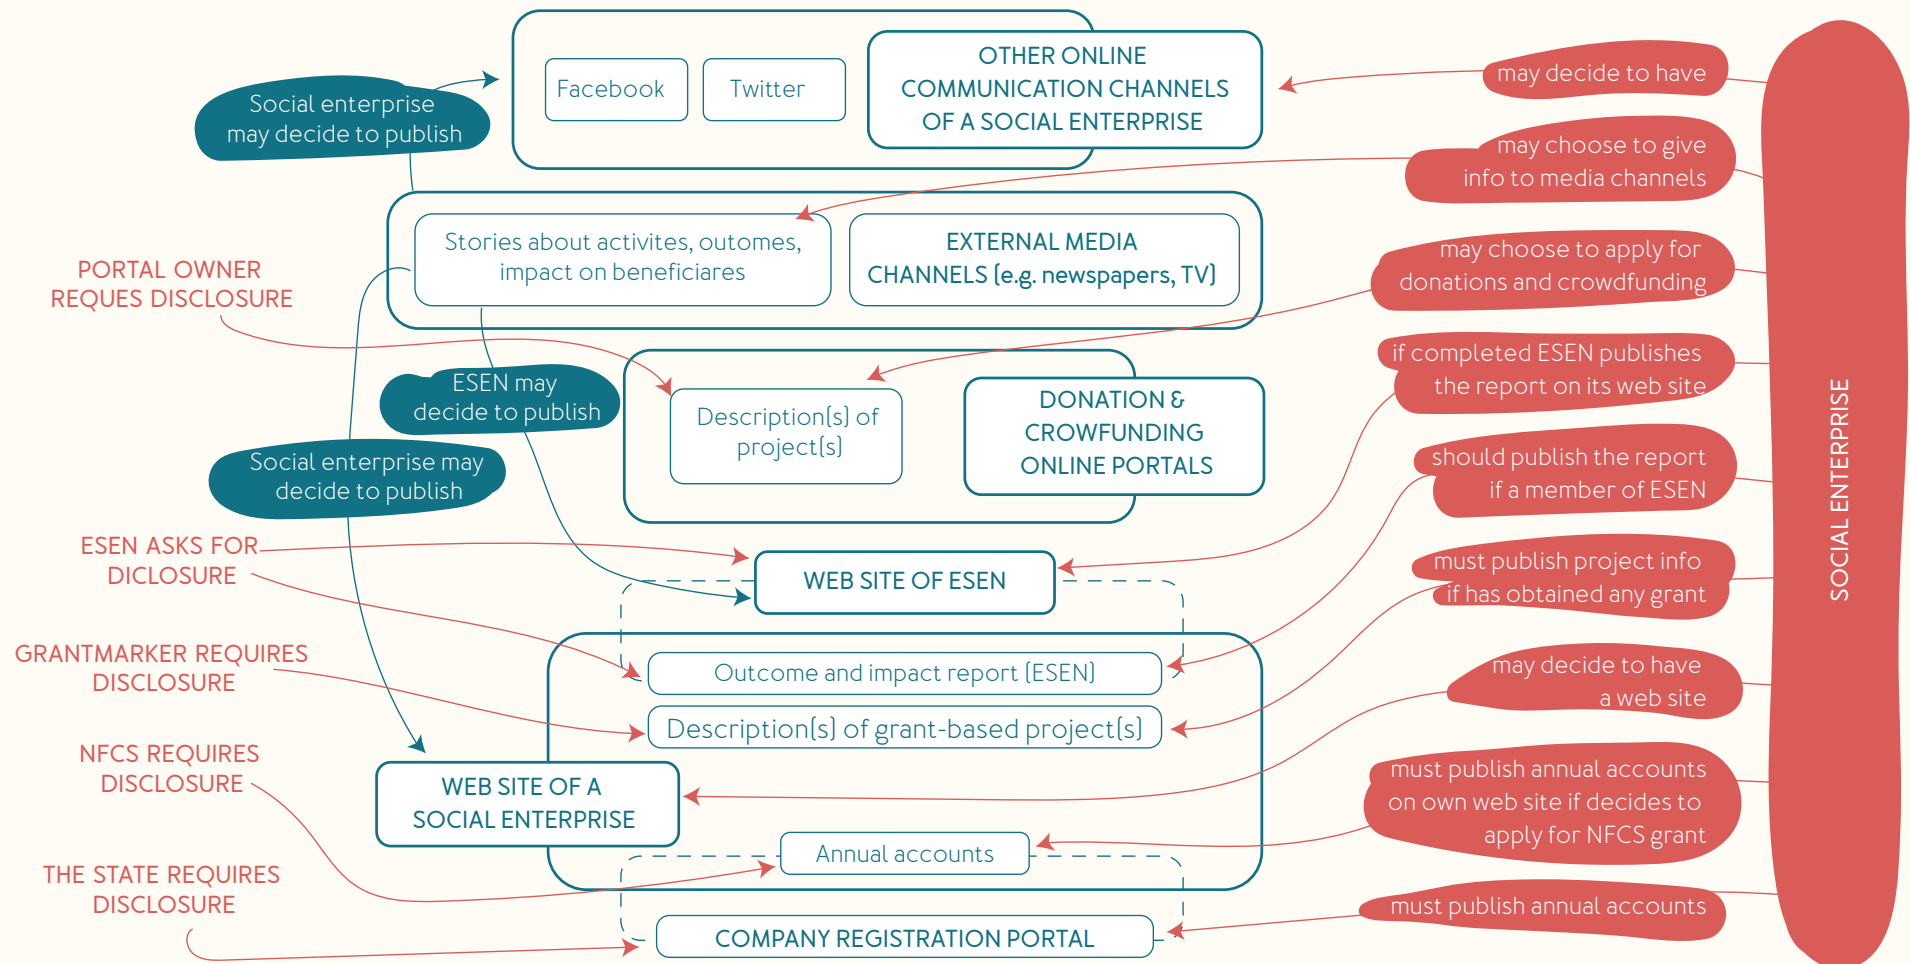 Social enterprise
may decide to publish
Facebook
Twitter
OTHER ONLINE
COMMUNICATION CHANNELS
OF A SOCIAL ENTERPRISE
may decide to have
may choose to give
info to media channels
Stories about activites, outomes,
impact on beneficiares
EXTERNAL MEDIA
CHANNELS (e.g. newspapers, TV)
PORTAL OWNER
REQUES DISCLOSURE
may choose to apply for
donations and crowdfunding
ESEN may
decide to publish
Description(s) of
project(s)
DONATION &
CROWFUNDING
ONLINE PORTALS
if completed ESEN publishes
the report on its web site
Social enterprise may
decide to publish
should publish the report
if a member of ESEN
SOCIAL ENTERPRISE
ESEN ASKS FOR
DICLOSURE
WEB SITE OF ESEN
must publish project info
if has obtained any grant
GRANTMARKER REQUIRES
DISCLOSURE
Outcome and impact report (ESEN)
Description(s) of grant-based project(s)
may decide to have
a web site
NFCS REQUIRES
DISCLOSURE
WEB SITE OF A
SOCIAL ENTERPRISE
must publish annual accounts
on own web site if decides to
apply for NFCS grant
Annual accounts
THE STATE REQUIRES
DISCLOSURE
must publish annual accounts
COMPANY REGISTRATION PORTAL